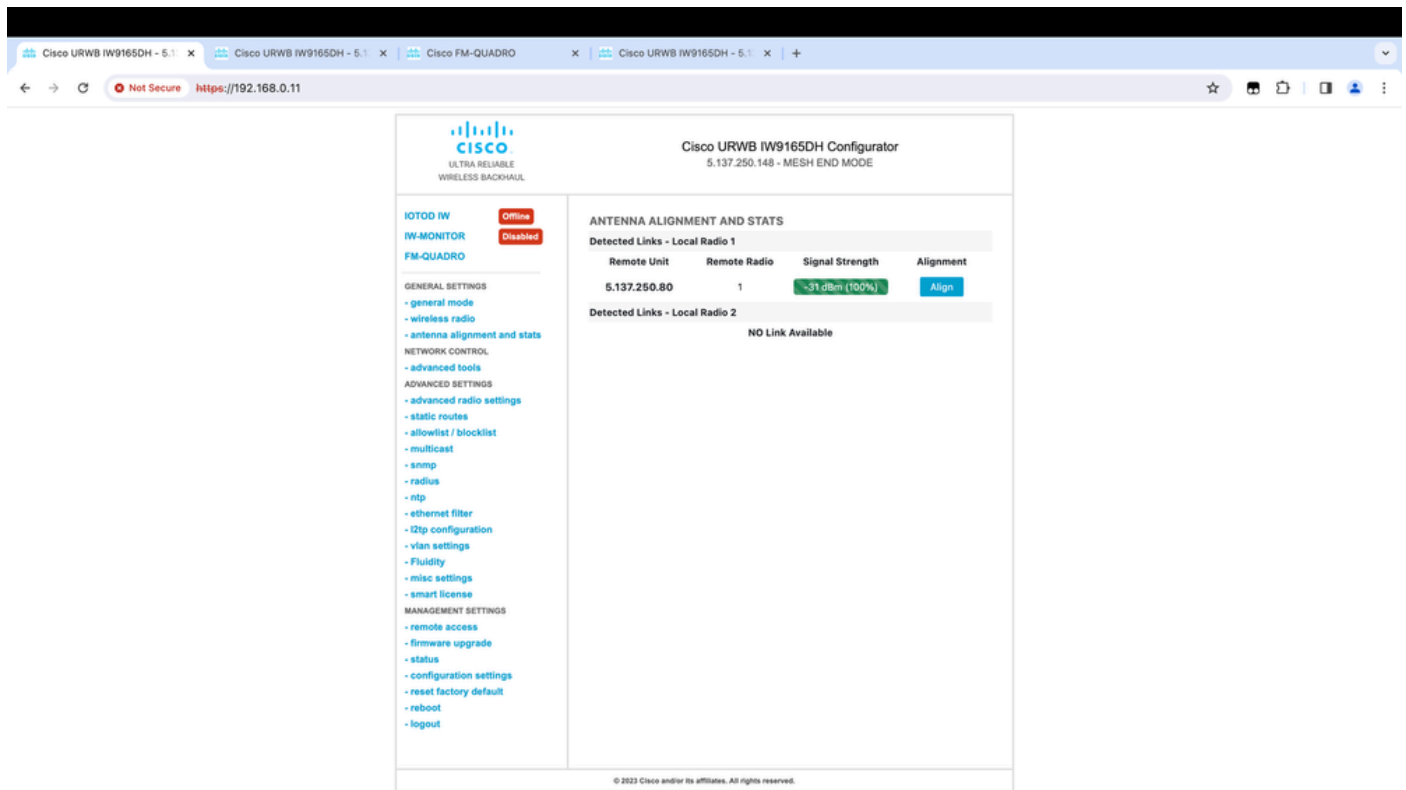 Cisco URWB IW9165DH - 5.1
Cisco URWB IW9165DH - 5.1
Cisco FM-QUADRO
Cisco URWB IW9165DH - 5.1
Not Secure https://192.168.0.11
CISCO
ULTRA RELIABLE
WIRELESS BACKHAUL
Cisco URWB IW9165DH Configurator
5.137.250.148 - MESH END MODE
IOTOD IW Offline
IW-MONITOR Disabled
FM-QUADRO
GENERAL SETTINGS
- general mode
- wireless radio
- antenna alignment and stats
NETWORK CONTROL
- advanced tools
ADVANCED SETTINGS
- advanced radio settings
- static routes
- allowlist / blocklist
- multicast
- snmp
- radius
- ntp
- ethernet filter
- l2tp configuration
- vlan settings
- Fluidity
- misc settings
- smart license
MANAGEMENT SETTINGS
- remote access
- firmware upgrade
- status
- configuration settings
- reset factory default
- reboot
- logout
ANTENNA ALIGNMENT AND STATS
Detected Links - Local Radio 1
Remote Unit Remote Radio Signal Strength Alignment
5.137.250.80 1 -31 dBm (100%) Align
Detected Links - Local Radio 2
NO Link Available
© 2023 Cisco and/or its affiliates. All rights reserved.